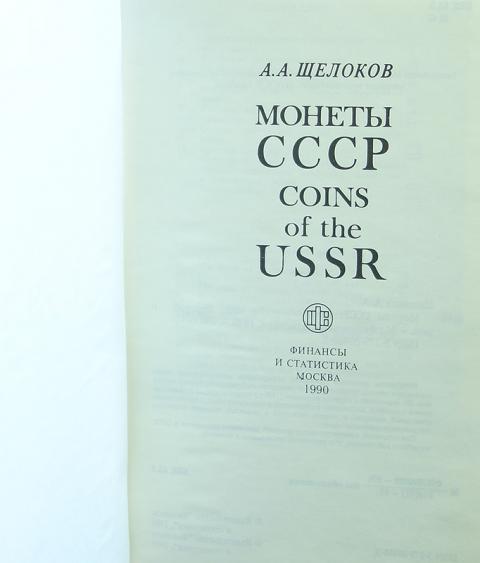 А.А.ЩЕЛОКОВ
МОНЕТЫ
СССР
COINS
of the
USSR
ФИНАНСЫ
И СТАТИСТИКА
МОСКВА
1990